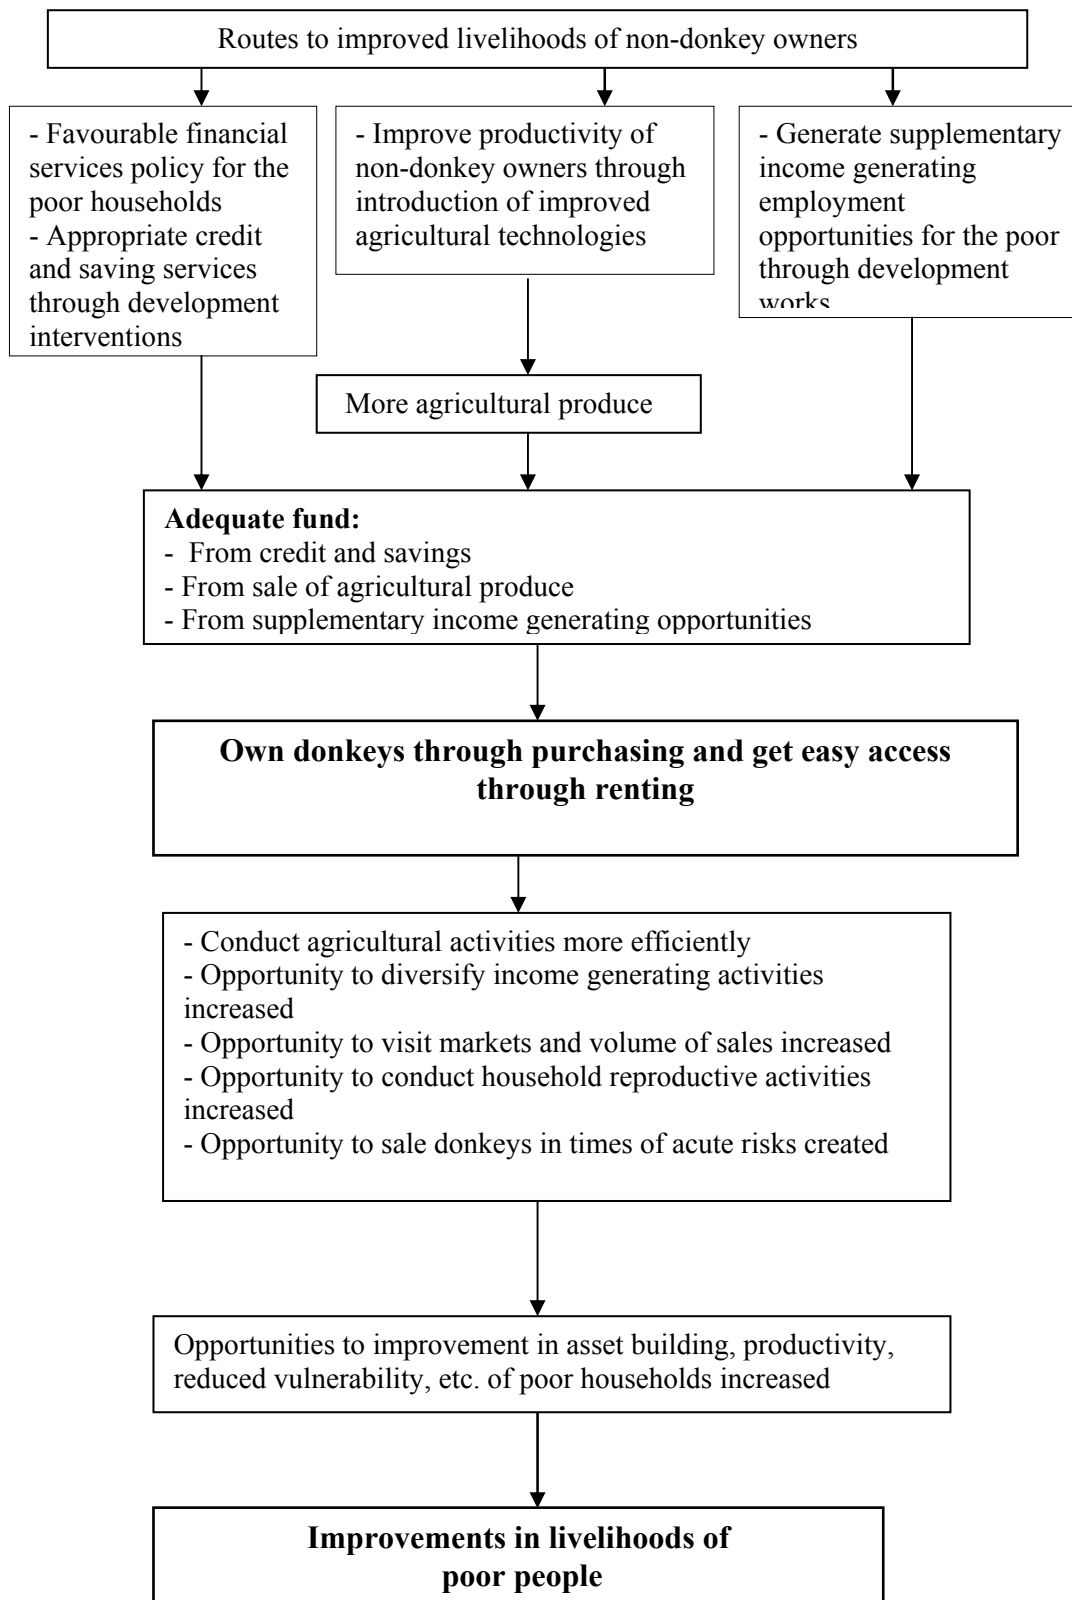 Routes to improved livelihoods of non-donkey owners
- Favourable financial
services policy for the
poor households
- Appropriate credit
and saving services
through development
interventions
- Improve productivity of
non-donkey owners through
introduction of improved
agricultural technologies
- Generate supplementary
income generating
employment
opportunities for the poor
through development
works
More agricultural produce
Adequate fund:
- From credit and savings
- From sale of agricultural produce
- From supplementary income generating opportunities
Own donkeys through purchasing and get easy access
through renting
- Conduct agricultural activities more efficiently
- Opportunity to diversify income generating activities
increased
- Opportunity to visit markets and volume of sales increased
- Opportunity to conduct household reproductive activities
increased
- Opportunity to sale donkeys in times of acute risks created
Opportunities to improvement in asset building, productivity,
reduced vulnerability, etc. of poor households increased
Improvements in livelihoods of
poor people